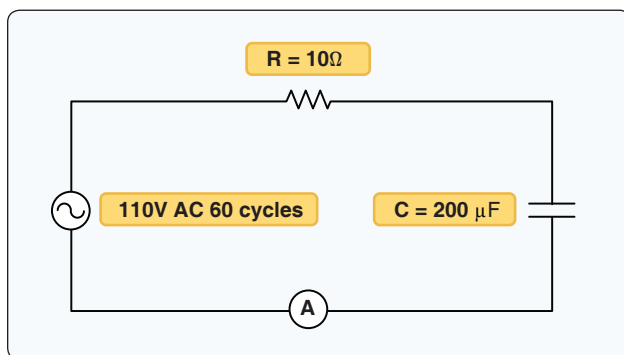 R = 10Ω
110V AC 60 cycles
C = 200 μF
A